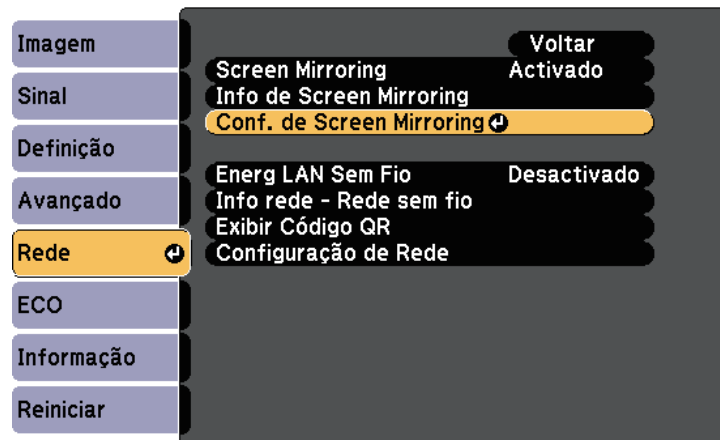 Imagem
Sinal
Definição
Avançado
Rede
ECO
Informação
Reiniciar
Voltar
Screen Mirroring Activado
Info de Screen Mirroring
Conf. de Screen Mirroring
Energ LAN Sem Fio Desactivado
Info rede - Rede sem fio
Exibir Código QR
Configuração de Rede